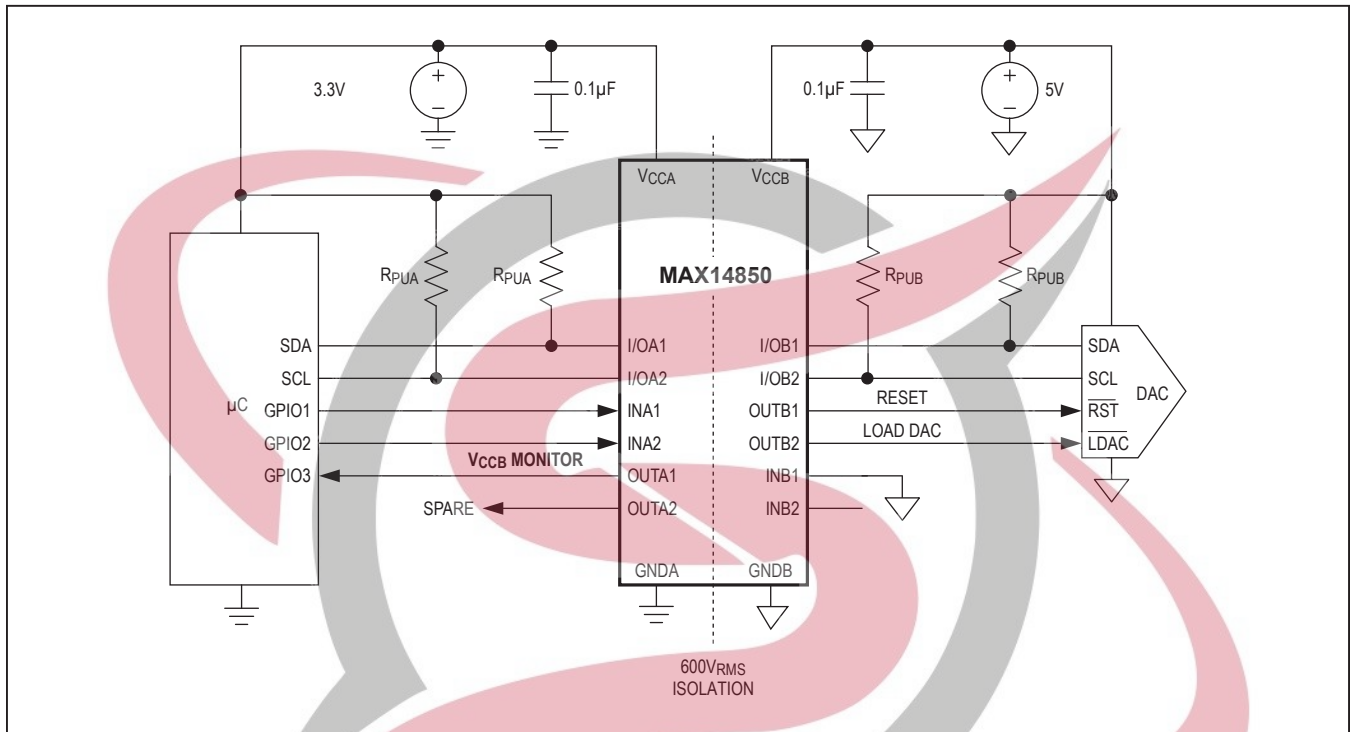 3.3V
+
−
0.1µF
0.1µF
+
−
5V
VCCA
VCCB
MAX14850
RPUA
RPUA
RPUB
RPUB
SDA
SCL
µC
GPIO1
GPIO2
GPIO3
VCCB MONITOR
SPARE
I/OA1
I/OA2
INA1
INA2
OUTA1
OUTA2
GNDA
I/OB1
I/OB2
OUTB1
OUTB2
INB1
INB2
GNDB
RESET
LOAD DAC
SDA
SCL
RST
LDAC
DAC
600VRMS
ISOLATION